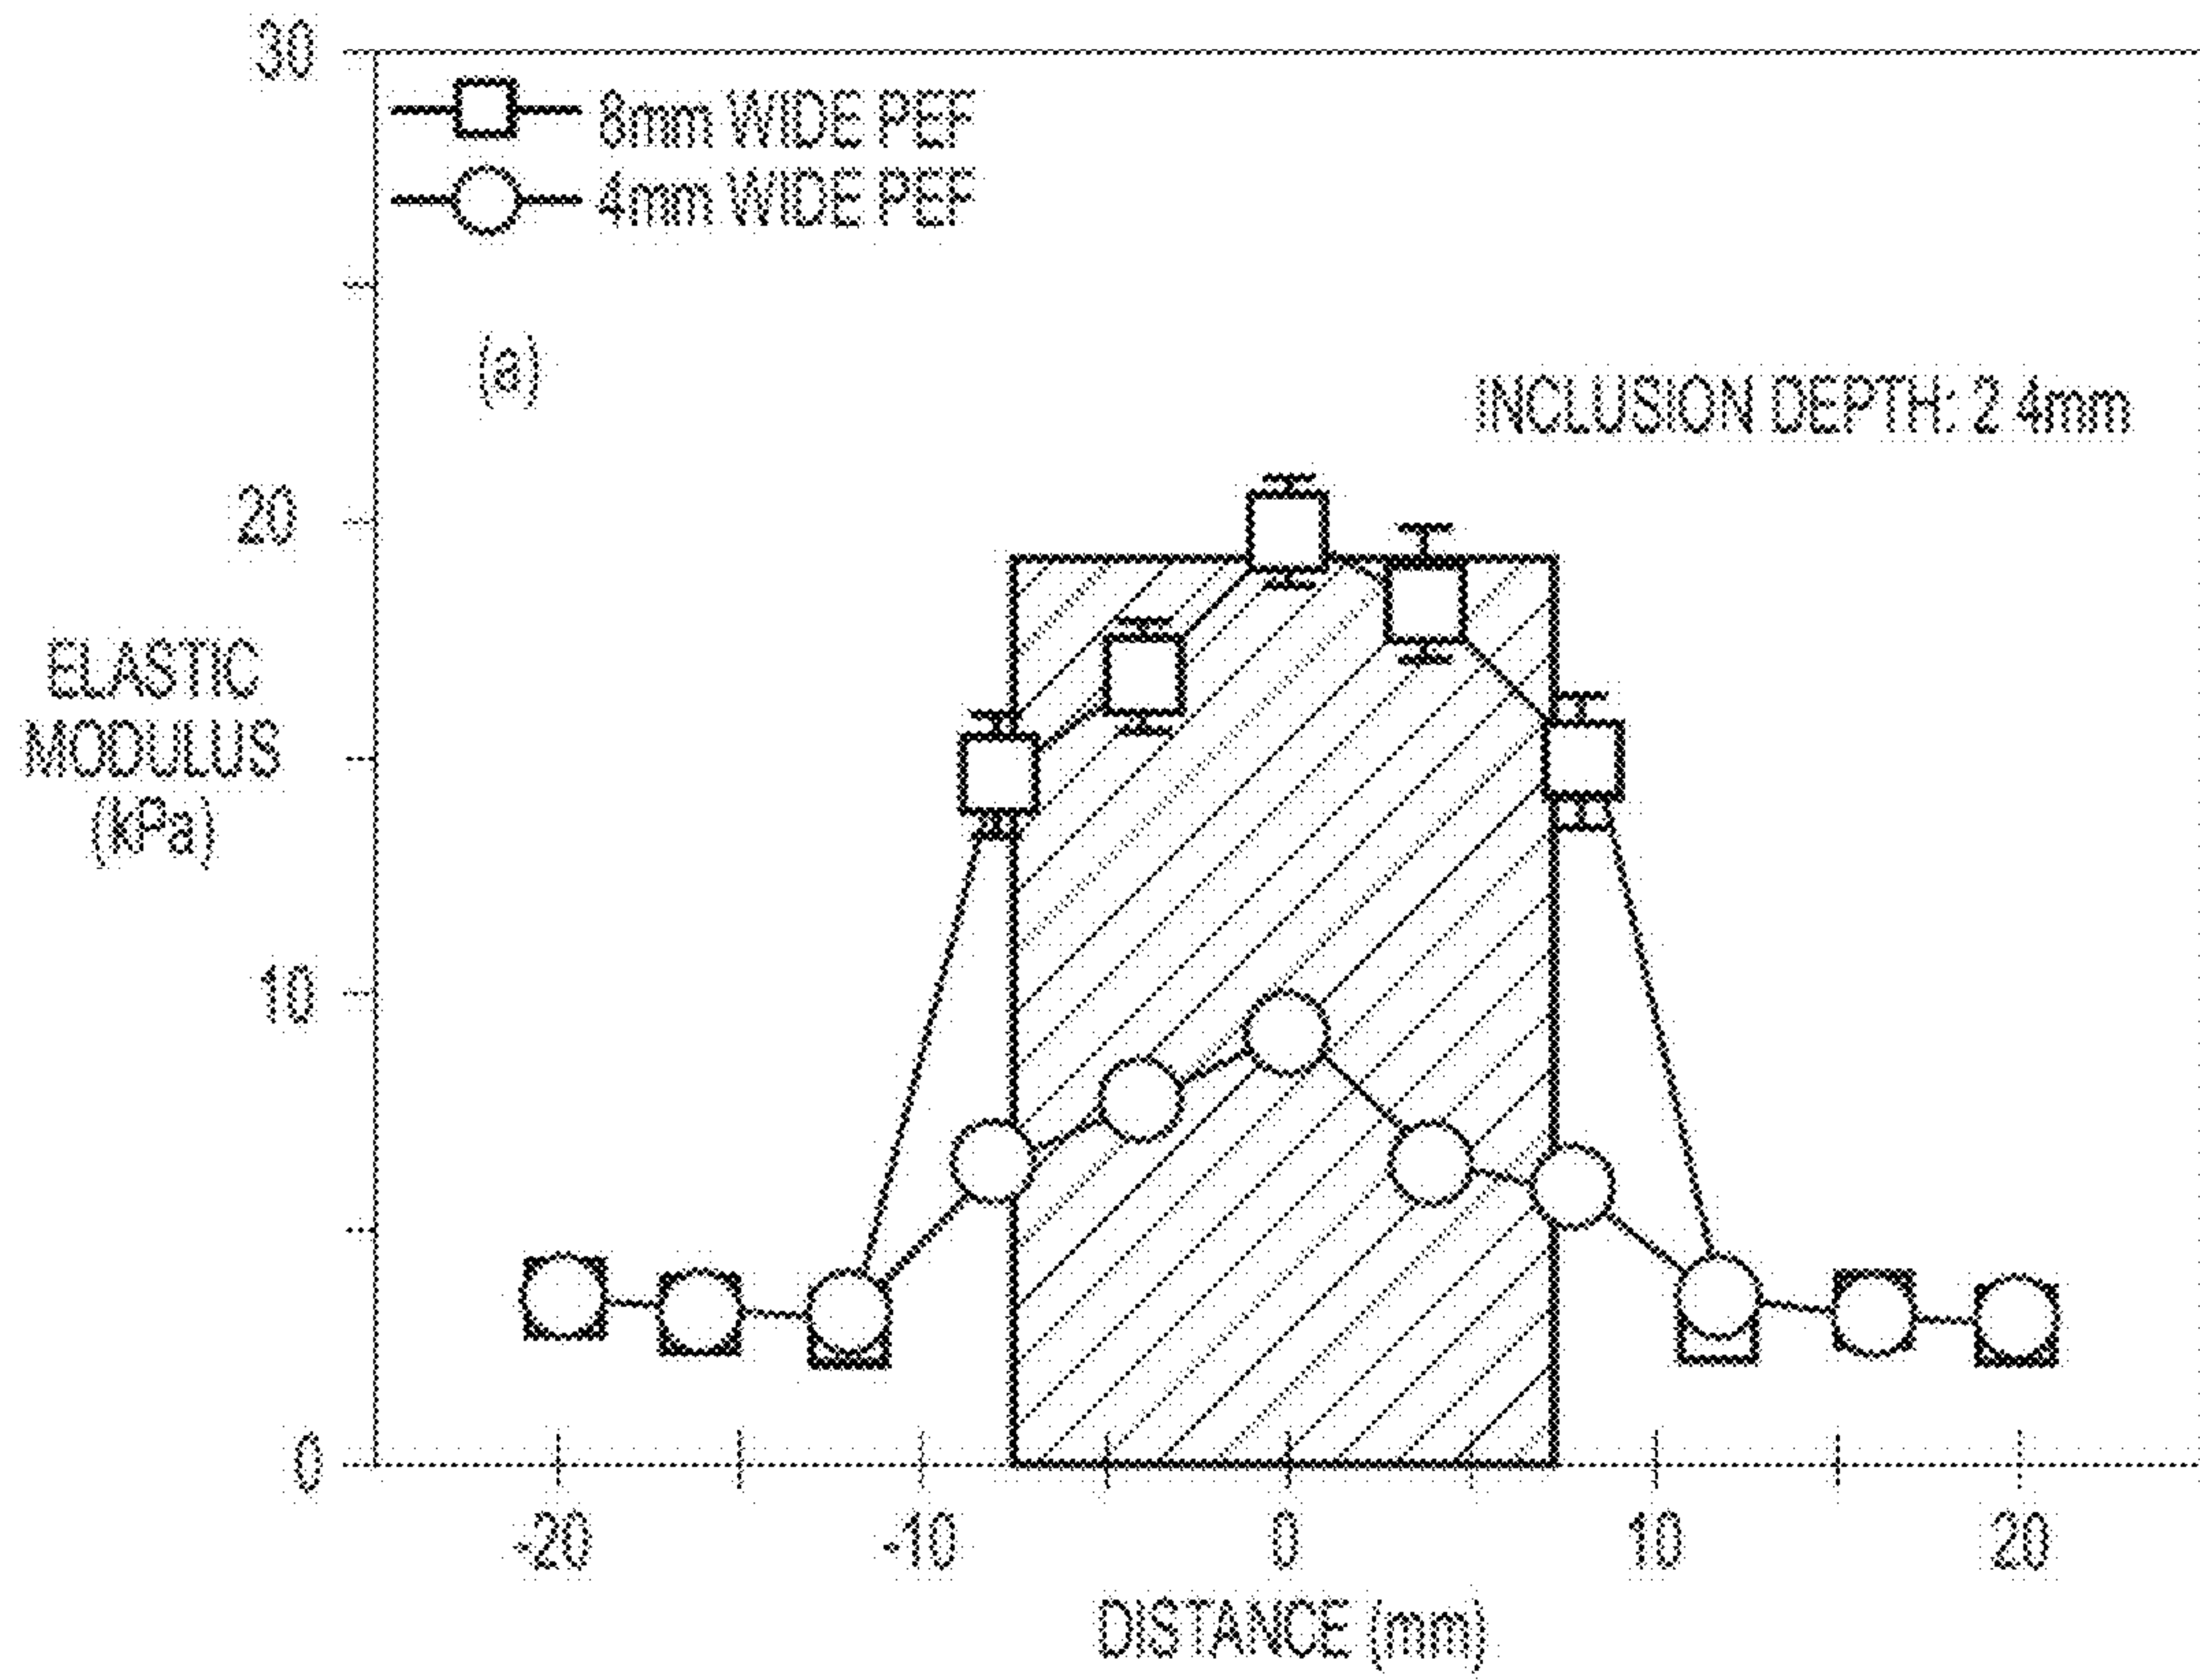 30
8mm WIDE PEF
4mm WIDE PEF
(a)
INCLUSION DEPTH: 2.4mm
20
ELASTIC
MODULUS
(kPa)
10
0
-20 -10 0 10 20
DISTANCE (mm)